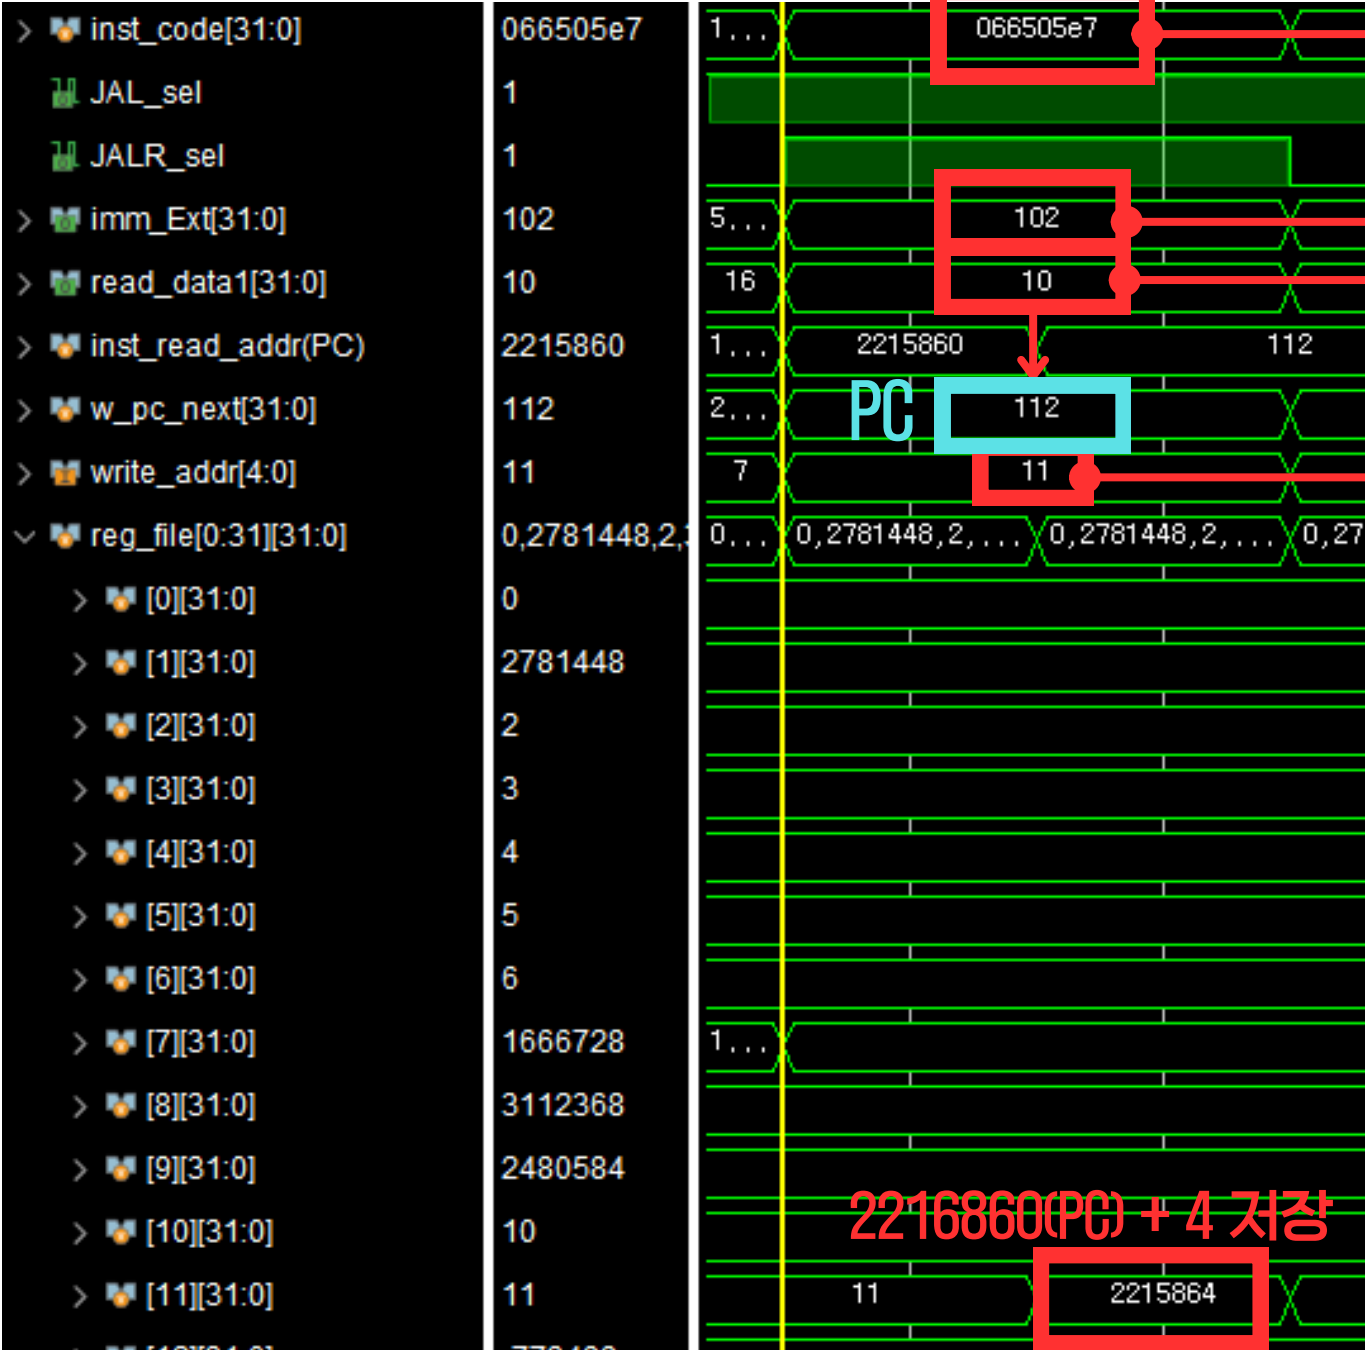 inst_code[31:0] 066505e7 1... 066505e7
JAL_sel 1
JALR_sel 1
imm_Ext[31:0] 102 5... 102
read_data1[31:0] 10 16 10
inst_read_addr(PC) 2215860 1... 2215860 112
w_pc_next[31:0] 112 2... PC 112
write_addr[4:0] 11 7 11
reg_file[0:31][31:0] 0,2781448,2, 0... 0,2781448,2,... 0,2781448,2,... 0,27
[0][31:0] 0
[1][31:0] 2781448
[2][31:0] 2
[3][31:0] 3
[4][31:0] 4
[5][31:0] 5
[6][31:0] 6
[7][31:0] 1666728 1...
[8][31:0] 3112368
[9][31:0] 2480584
2216860(PC) + 4 저장
[10][31:0] 10
[11][31:0] 11 11 2215864